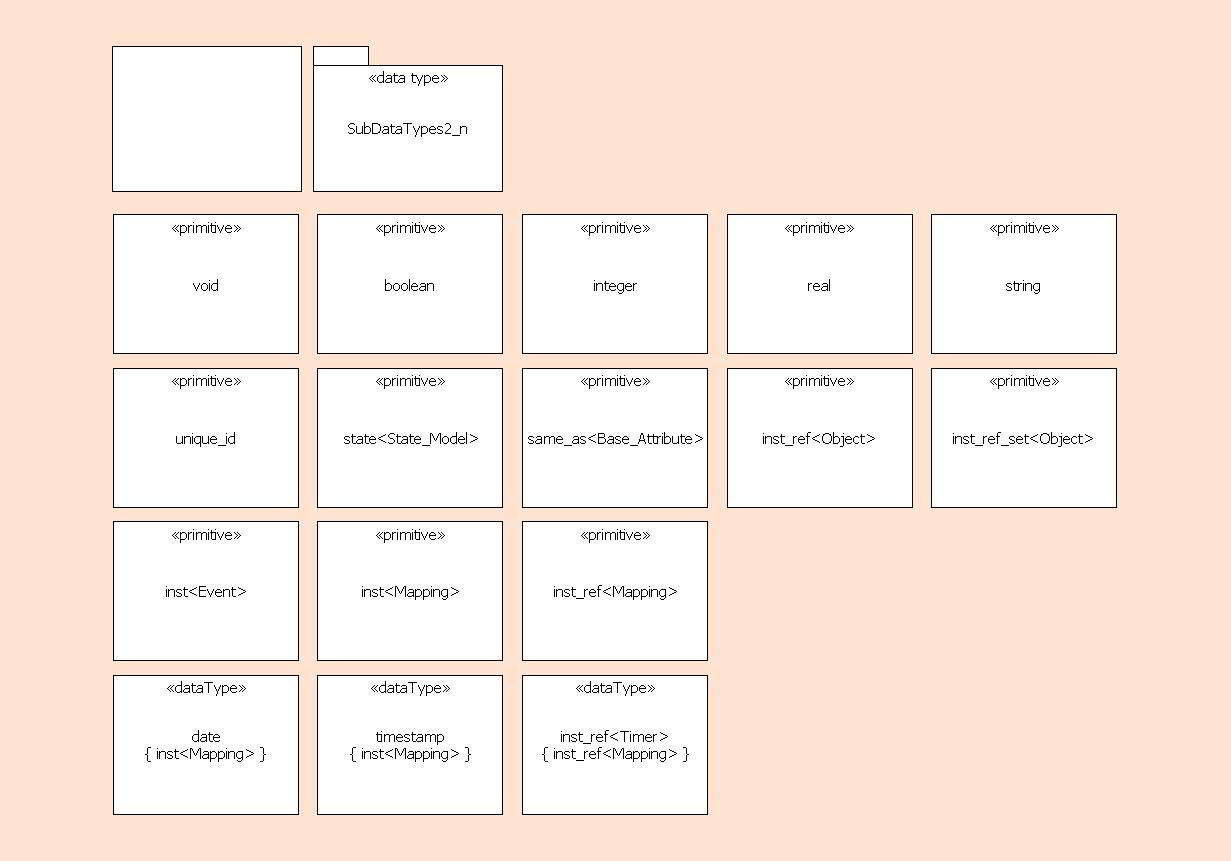 «data type»
SubDataTypes2_n
«primitive»
void
«primitive»
boolean
«primitive»
integer
«primitive»
real
«primitive»
string
«primitive»
unique_id
«primitive»
state<State_Model>
«primitive»
same_as<Base_Attribute>
«primitive»
inst_ref<Object>
«primitive»
inst_ref_set<Object>
«primitive»
inst<Event>
«primitive»
inst<Mapping>
«primitive»
inst_ref<Mapping>
«dataType»
date
{ inst<Mapping> }
«dataType»
timestamp
{ inst<Mapping> }
«dataType»
inst_ref<Timer>
{ inst_ref<Mapping> }